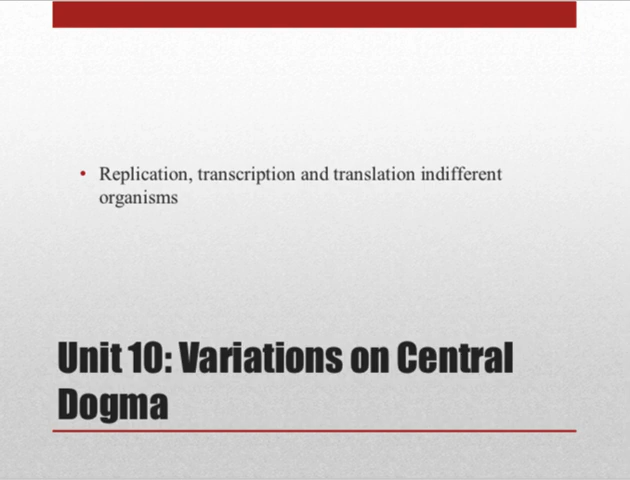 • Replication, transcription and translation indifferent
organisms
Unit 10: Variations on Central
Dogma